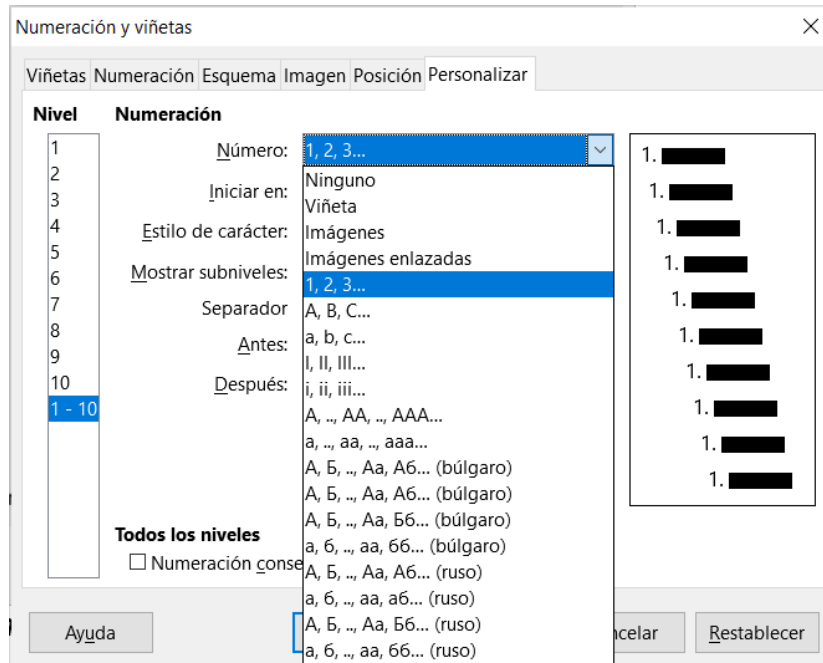 Numeración y viñetas
Viñetas Numeración Esquema Imagen Posición Personalizar
Nivel Numeración
1
2
3
4
5
6
7
8
9
10
1 - 10
Número: 1, 2, 3...
Iniciar en:
Estilo de carácter:
Mostrar subniveles:
Separador
Antes:
Después:
Ninguno
Viñeta
Imágenes
Imágenes enlazadas
1, 2, 3...
A, B, C...
a, b, c...
I, II, III...
i, ii, iii...
A, .., AA, .., AAA...
a, .., aa, .., aaa...
А, Б, .., Аа, Аб... (búlgaro)
А, Б, .., Аа, Аб... (búlgaro)
А, Б, .., Аа, Бб... (búlgaro)
а, б, .., аа, бб... (búlgaro)
А, Б, .., Аа, Аб... (ruso)
а, б, .., аа, аб... (ruso)
А, Б, .., Аа, Бб... (ruso)
а, б, .., аа, бб... (ruso)
1.
1.
1.
1.
1.
1.
1.
1.
1.
1.
Todos los niveles
Numeración conse
Ayuda
ncelar
Restablecer